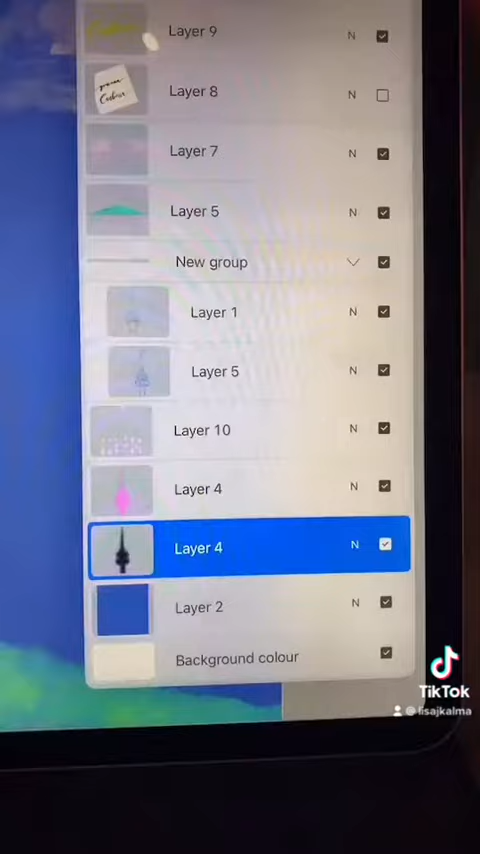 Layer 9 N
Layer 8 N
Layer 7 N
Layer 5 N
New group
Layer 1 N
Layer 5 N
Layer 10 N
Layer 4 N
Layer 4 N
Layer 2 N
Background colour
TikTok
@lisajkalma